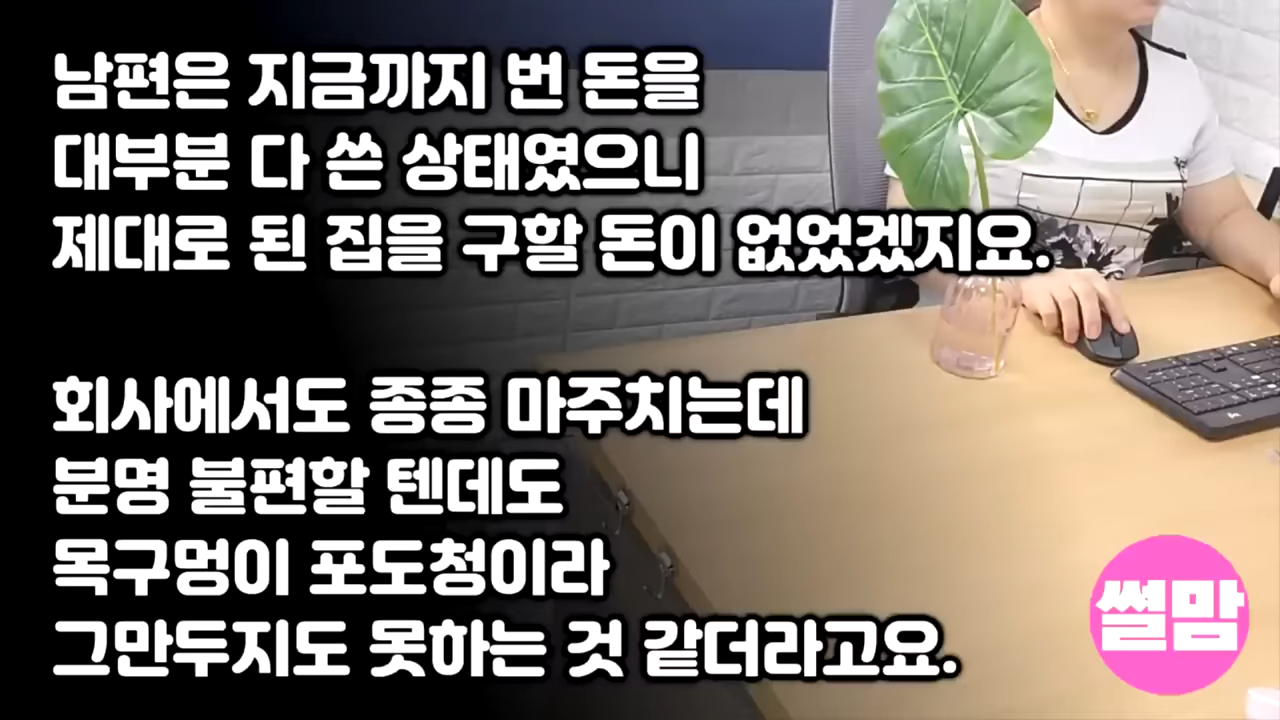 남편은 지금까지 번 돈을
대부분 다 쓴 상태였으니
제대로 된 집을 구할 돈이 없었겠지요.
회사에서도 종종 마주치는데
분명 불편할 텐데도
목구멍이 포도청이라
그만두지도 못하는 것 같더라고요.
썰맘